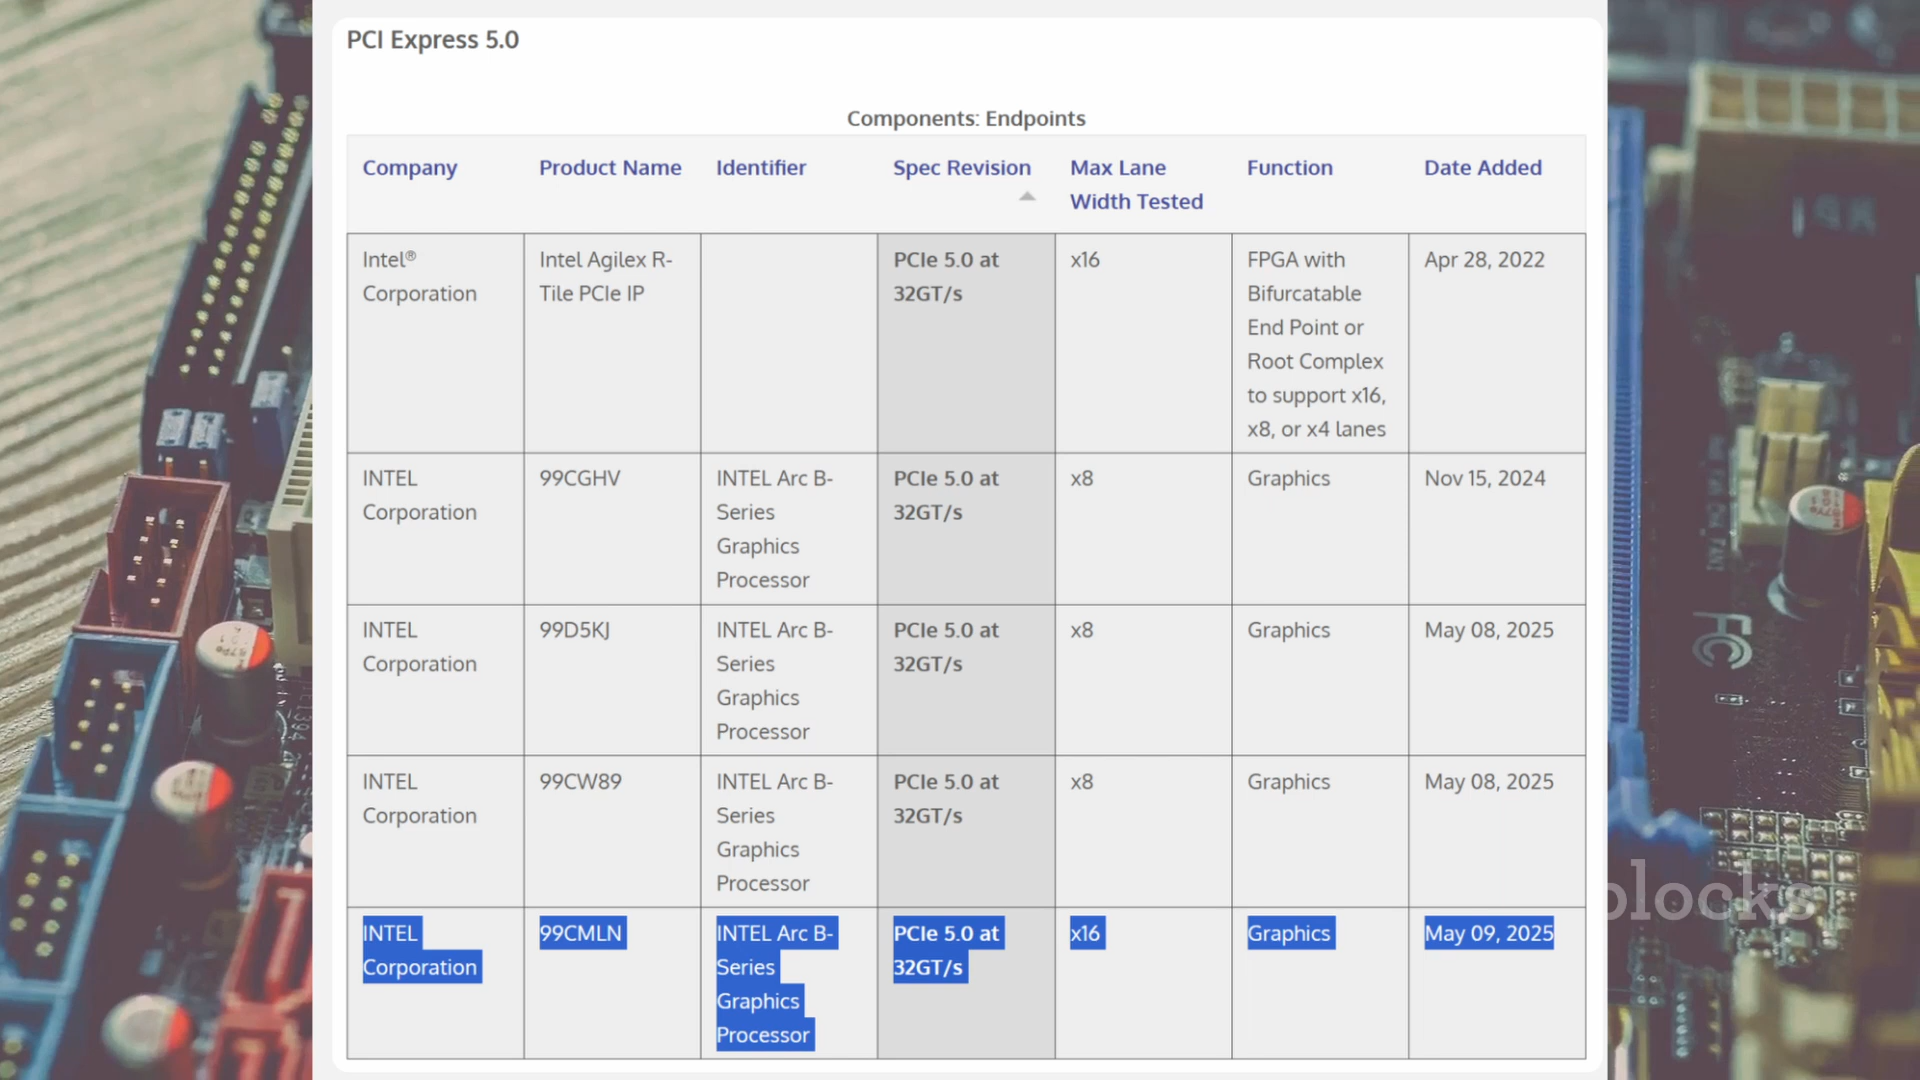 PCI Express 5.0
Components: Endpoints
Company Product Name Identifier Spec Revision Max Lane Width Tested Function Date Added
Intel® Corporation
Intel Agilex R-
Tile PCIe IP
PCIe 5.0 at
32GT/s
x16
FPGA with
Bifurcatable
End Point or
Root Complex
to support x16,
x8, or x4 lanes
Apr 28, 2022
INTEL
Corporation
99CGHV
INTEL Arc B-
Series
Graphics
Processor
PCIe 5.0 at
32GT/s
x8
Graphics
Nov 15, 2024
INTEL
Corporation
99D5KJ
INTEL Arc B-
Series
Graphics
Processor
PCIe 5.0 at
32GT/s
x8
Graphics
May 08, 2025
INTEL
Corporation
99CW89
INTEL Arc B-
Series
Graphics
Processor
PCIe 5.0 at
32GT/s
x8
Graphics
May 08, 2025
INTEL
Corporation
99CMLN
INTEL Arc B-
Series
Graphics
Processor
PCIe 5.0 at
32GT/s
x16
Graphics
May 09, 2025
blocks